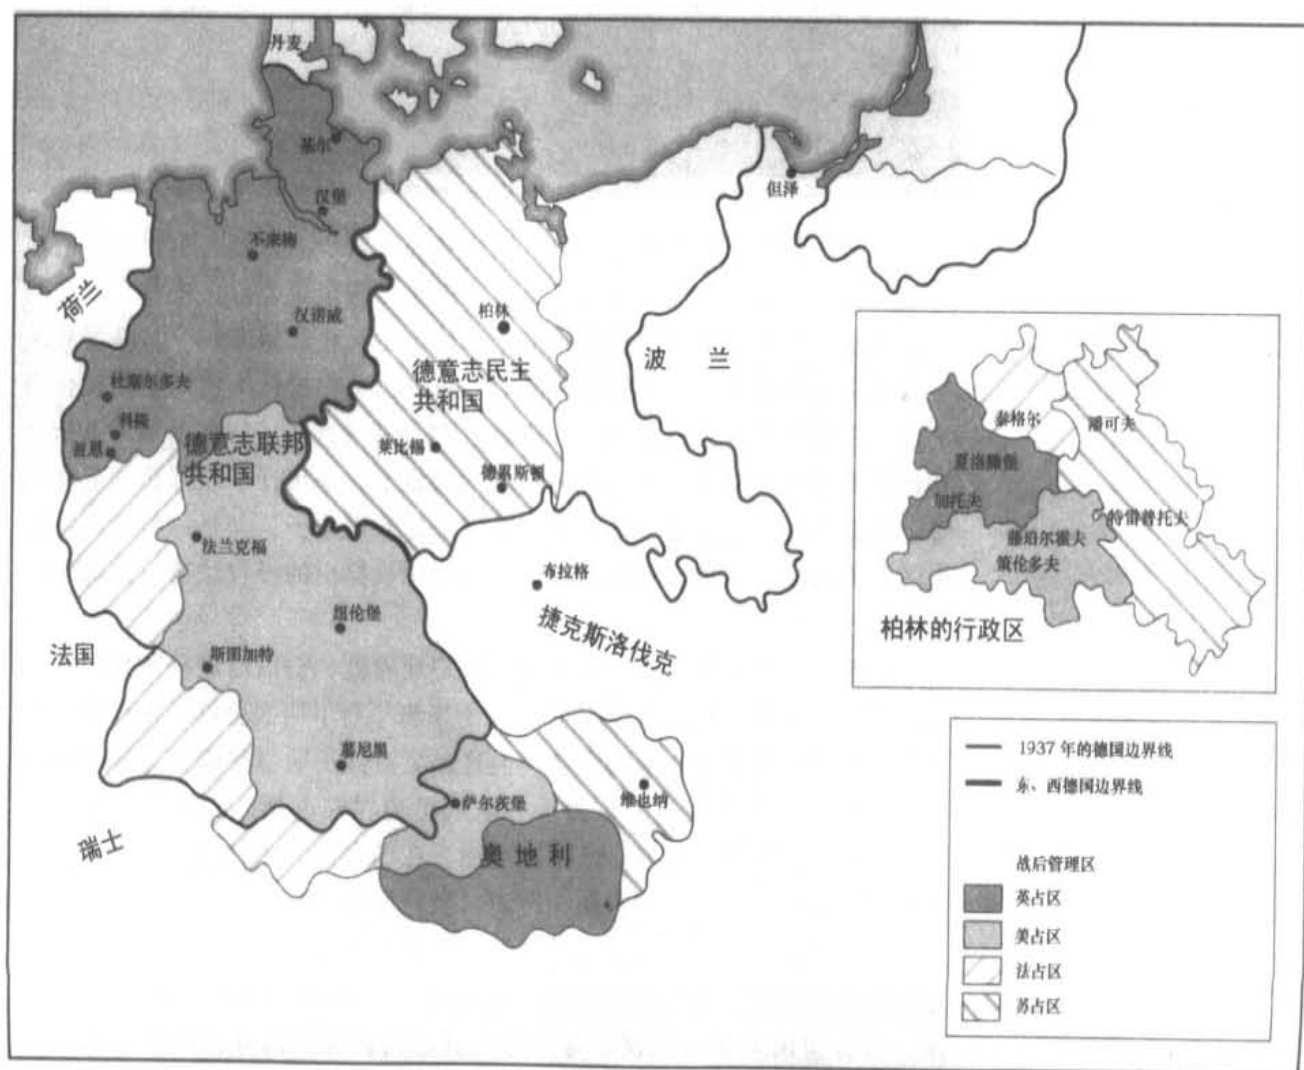 丹麦
基尔
汉堡
不来梅
汉诺威
荷兰
杜塞尔多夫
科隆
波恩
德意志联邦
共和国
柏林
德意志民主
共和国
莱比锡
德累斯顿
但泽
波 兰
法兰克福
纽伦堡
斯图加特
慕尼黑
法国
瑞士
布拉格
捷克斯洛伐克
萨尔茨堡
维也纳
奥地利
泰格尔
潘可夫
夏洛滕堡
加托夫
特雷普托夫
藤珀尔霍夫
策伦多夫
柏林的行政区
1937 年的德国边界线
东、西德国边界线
战后管理区
英占区
美占区
法占区
苏占区